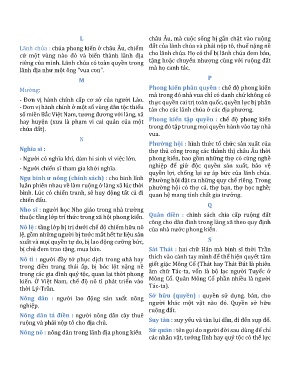 L
Lãnh chúa : chúa phong kiến ở châu Âu, chiếm
cứ một vùng nào đó và biến thành lãnh địa
riêng của mình. Lãnh chúa có toàn quyền trong
lãnh địa như một ông "vua con".
M
Mường:
- Đơn vị hành chính cấp cơ sở của người Lào.
- Đơn vị hành chính ở một số vùng dân tộc thiểu
số miền Bắc Việt Nam, tương đương với làng, xã
hay huyện (xưa là phạm vi cai quản của một
chúa đất).
N
Nghĩa sĩ :
- Người có nghĩa khí, dám hi sinh vì việc lớn.
- Người chiến sĩ tham gia khởi nghĩa.
Ngụ binh ư nông (chính sách) : cho binh lính
luân phiên nhau về làm ruộng ở làng xã lúc thời
bình. Lúc có chiến tranh, sẽ huy động tất cả đi
chiến đấu.
Nho sĩ : người học Nho giáo trong nhà trường
thuộc tầng lớp trí thức trong xã hội phong kiến.
Nô lệ : tầng lớp bị trị dưới chế độ chiếm hữu nô
lệ, gồm những người bị tước mất hết tư liệu sản
xuất và mọi quyền tự do, bị lao động cưỡng bức,
bị chủ đem trao tặng, mua bán.
Nô tì : người đầy tớ phục dịch trong nhà hay
trong điền trang thái ấp, bị bóc lột nặng nề
trong các gia đình quý tộc, quan lại thời phong
kiến. Ở Việt Nam, chế độ nô tì phát triển vào
thời Lý-Trần.
Nông dân : người lao động sản xuất nông
nghiệp.
Nông dân tá điền : người nông dân cày thuê
ruộng và phải nộp tô cho địa chủ.
Nông nô : nông dân trong lãnh địa phong kiến
châu Âu, mà cuộc sống bị gắn chặt vào ruộng
đất của lãnh chúa và phải nộp tô, thuế nặng nề
cho lãnh chúa. Họ có thể bị lãnh chúa đem bán,
tặng hoặc chuyển nhượng cùng với ruộng đất
mà họ canh tác.
P
Phong kiến phân quyền : chế độ phong kiến
mà trong đó nhà vua chỉ có danh chứ không có
thực quyền cai trị toàn quốc, quyền lực bị phân
tán cho các lãnh chúa ở các địa phương.
Phong kiến tập quyền : chế độ phong kiến
trong đó tập trung mọi quyền hành vào tay nhà
vua.
Phường hội : hình thức tổ chức sản xuất của
thợ thủ công trong các thành thị châu Âu thời
phong kiến, bao gồm những thợ có cùng nghề
nghiệp để giữ độc quyền sản xuất, bảo vệ
quyền lợi, chống lại sự áp bức của lãnh chúa.
Phường hội đặt ra những quy chế riêng. Trong
phường hội có thợ cả, thợ bạn, thợ học nghề;
quan hệ mang tính chất gia trưởng.
Q
Quân điền : chính sách chia cấp ruộng đất
công cho dân đinh trong làng xã theo quy định
của nhà nước phong kiến.
S
Sát Thát : hai chữ Hán mà binh sĩ thời Trần
thích vào cánh tay mình để thể hiện quyết tâm
giết giặc Mông Cổ (Thát hay Thát Đát là phiên
âm chữ Tác-ta, vốn là bộ lạc người Tuyếc ở
Mông Cổ. Quân Mông Cổ phần nhiều là người
Tác-ta).
Sở hữu (quyền) : quyền sử dụng, bán, cho
người khác một vật nào đó. Quyền sở hữu
ruộng đất.
Suy tàn : suy yếu và tàn lụi dần, đi đến sụp đổ.
Sứ quân : tên gọi do người đời sau dùng để chỉ
các nhân vật, tướng lĩnh hay quý tộc có thế lực